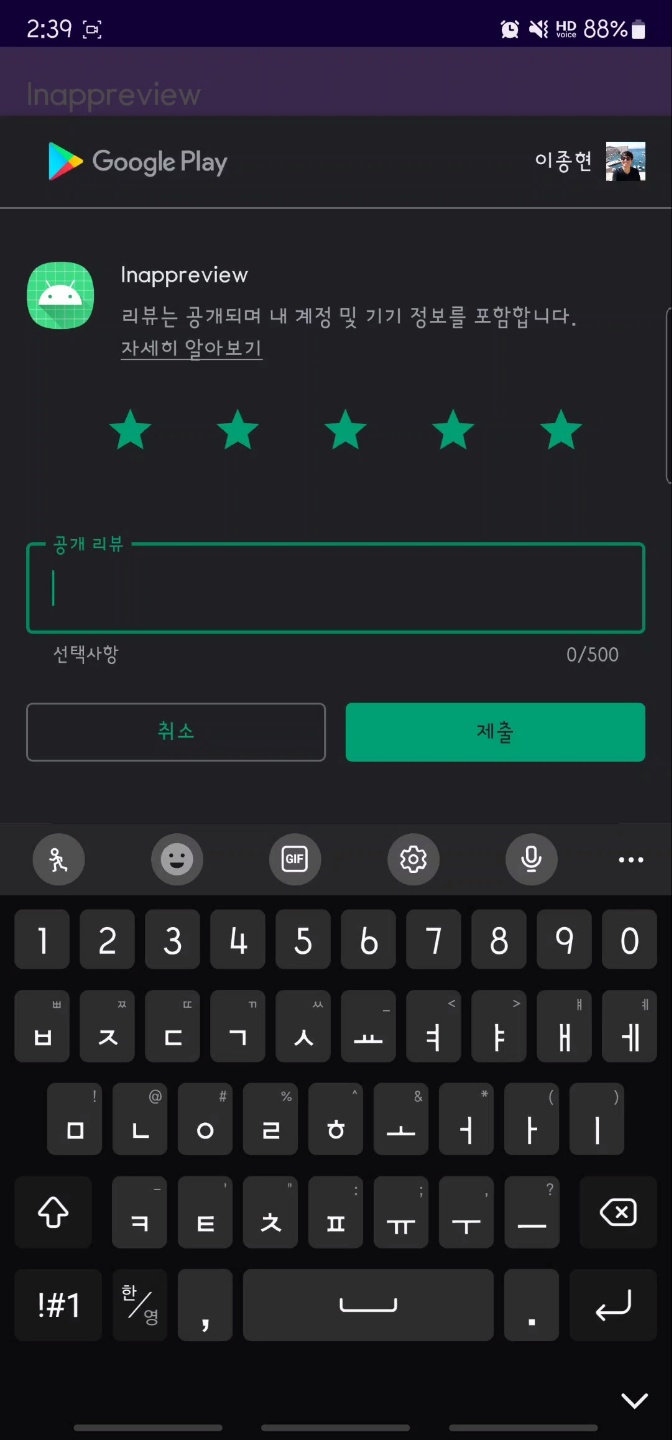 2:39 HD voice 88%
Inappreview
Google Play 이종현
Inappreview
리뷰는 공개되며 내 계정 및 기기 정보를 포함합니다.
자세히 알아보기
공개 리뷰
선택사항 0/500
취소 제출
GIF
1 2 3 4 5 6 7 8 9 0
ㅃ ㅉ ㄸ ㄲ ㅆ _ < > ㅒ ㅖ
ㅂ ㅈ ㄷ ㄱ ㅅ ㅛ ㅕ ㅑ ㅐ ㅔ
! @ # % ^ & * ( )
ㅁ ㄴ ㅇ ㄹ ㅎ ㅗ ㅓ ㅏ ㅣ
- ' " : ; , ?
ㅋ ㅌ ㅊ ㅍ ㅠ ㅜ ㅡ
!#1 한/영 , .